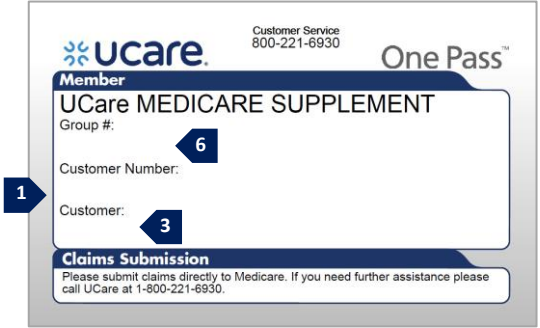 ucare.
Customer Service
800-221-6930
One Pass™
Member
UCare MEDICARE SUPPLEMENT
Group #:
6
Customer Number:
1
Customer:
3
Claims Submission
Please submit claims directly to Medicare. If you need further assistance please
call UCare at 1-800-221-6930.